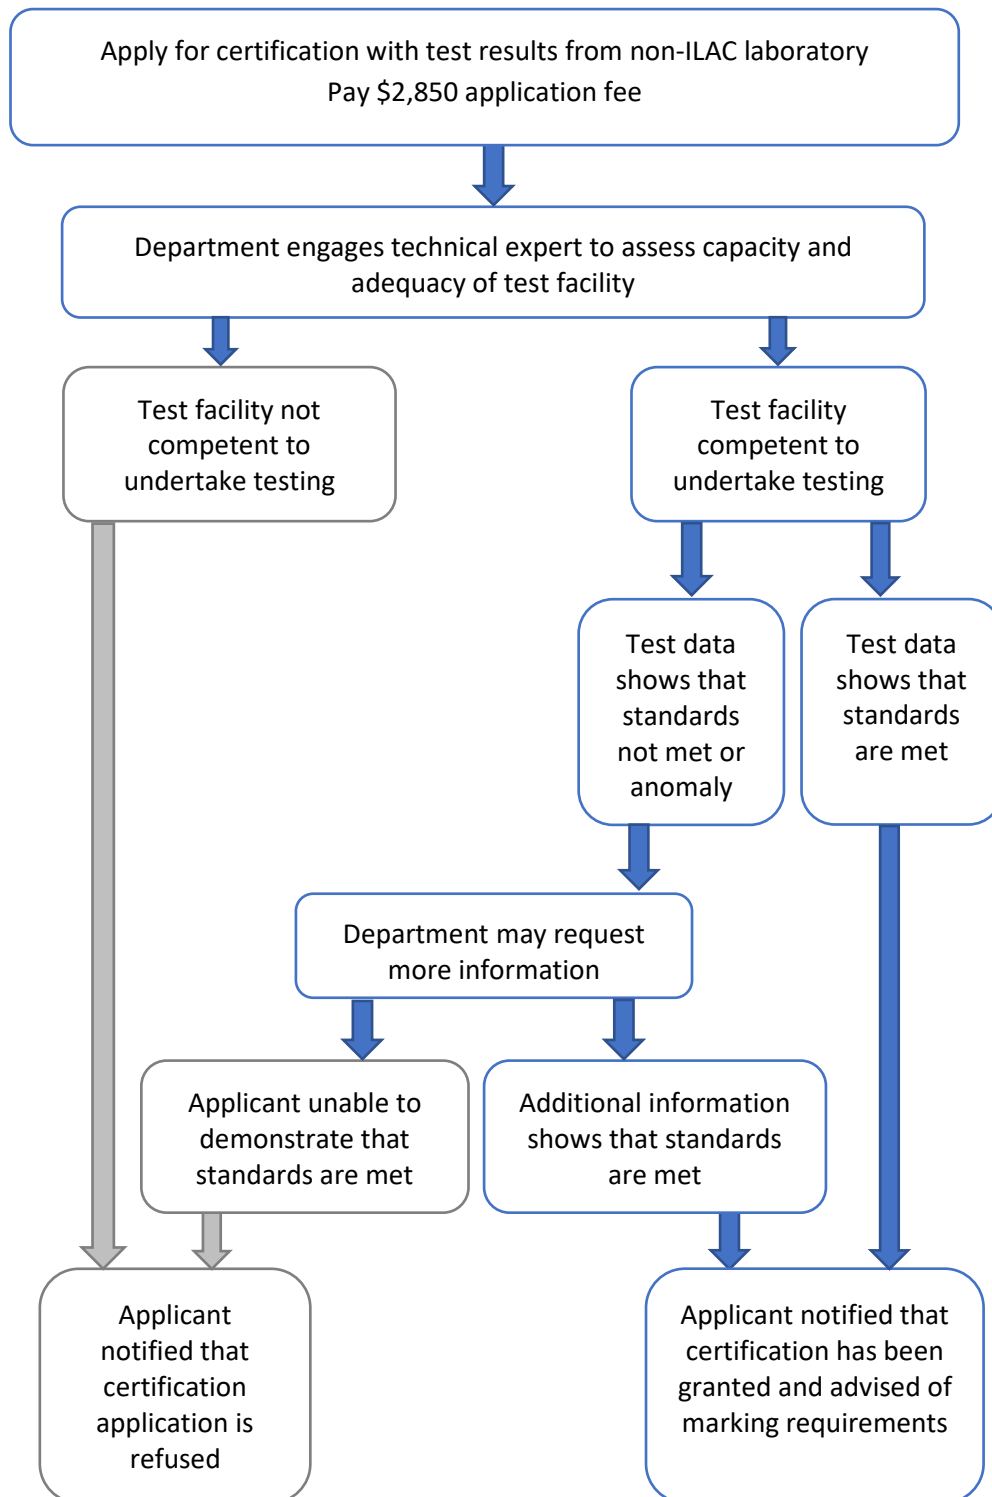 Apply for certification with test results from non-ILAC laboratory
Pay $2,850 application fee
Department engages technical expert to assess capacity and
adequacy of test facility
Test facility not
competent to
undertake testing
Test facility
competent to
undertake testing
Test data
shows that
standards
not met or
anomaly
Test data
shows that
standards
are met
Department may request
more information
Applicant unable to
demonstrate that
standards are met
Additional information
shows that standards
are met
Applicant
notified that
certification
application is
refused
Applicant notified that
certification has been
granted and advised of
marking requirements